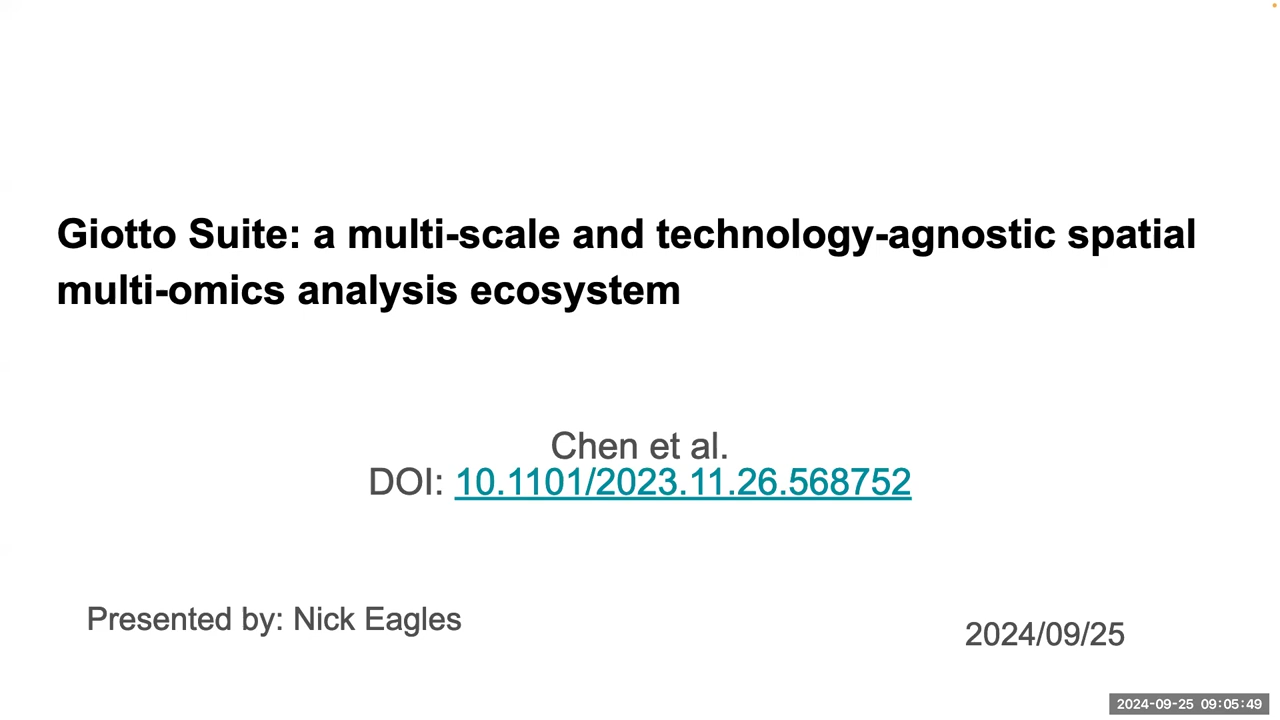 Giotto Suite: a multi-scale and technology-agnostic spatial
multi-omics analysis ecosystem
Chen et al.
DOI: 10.1101/2023.11.26.568752
Presented by: Nick Eagles
2024/09/25
2024-09-25 09:05:49